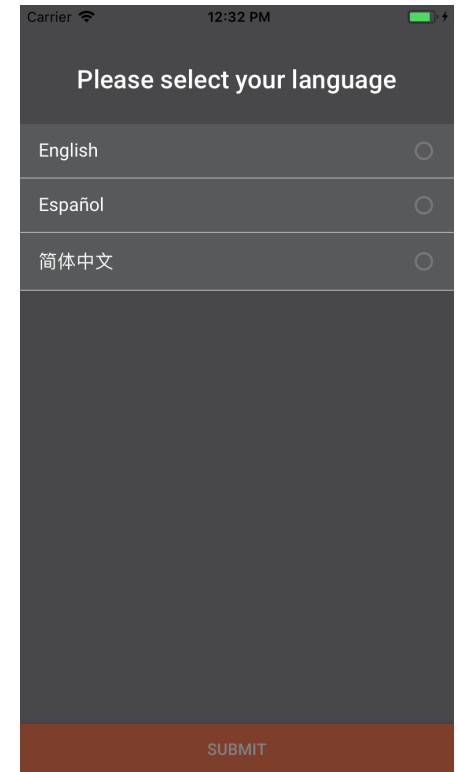 Carrier 12:32 PM
Please select your language
English
Español
简体中文
SUBMIT